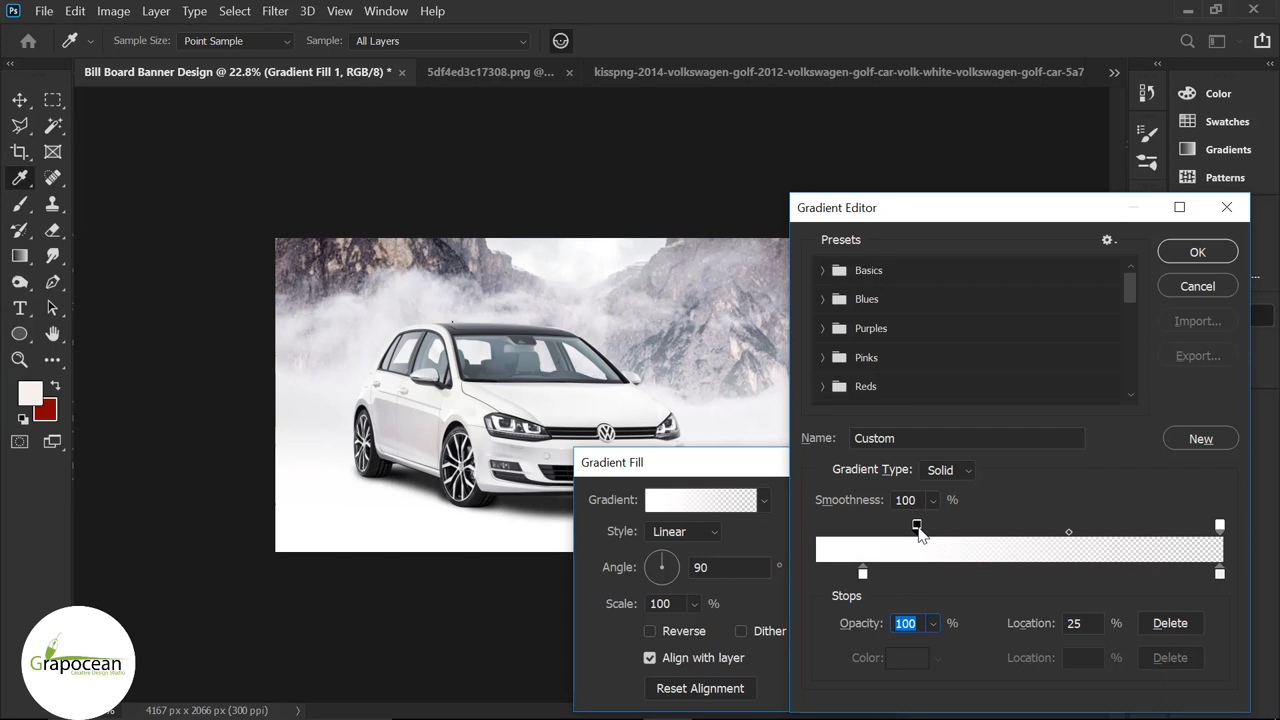 Ps File Edit Image Layer Type Select Filter 3D View Window Help
Sample Size: Point Sample Sample: All Layers
Bill Board Banner Design @ 22.8% (Gradient Fill 1, RGB/8) * × 5df4ed3c17308.png @... × kisspng-2014-volkswagen-golf-2012-volkswagen-golf-car-volk-white-volkswagen-golf-car-5a7
Color
Swatches
Gradients
Patterns
Gradient Editor
Presets
Basics
Blues
Purples
Pinks
Reds
OK
Cancel
Import...
Export...
Name: Custom
New
Gradient Type: Solid
Smoothness: 100 %
Stops
Opacity: 100 % Location: 25 % Delete
Color: Location: % Delete
Gradient Fill
Gradient:
Style: Linear
Angle: 90 °
Scale: 100 %
Reverse Dither
Align with layer
Reset Alignment
Grapocean
Creative Design Studio
% 4167 px x 2066 px (300 ppi)